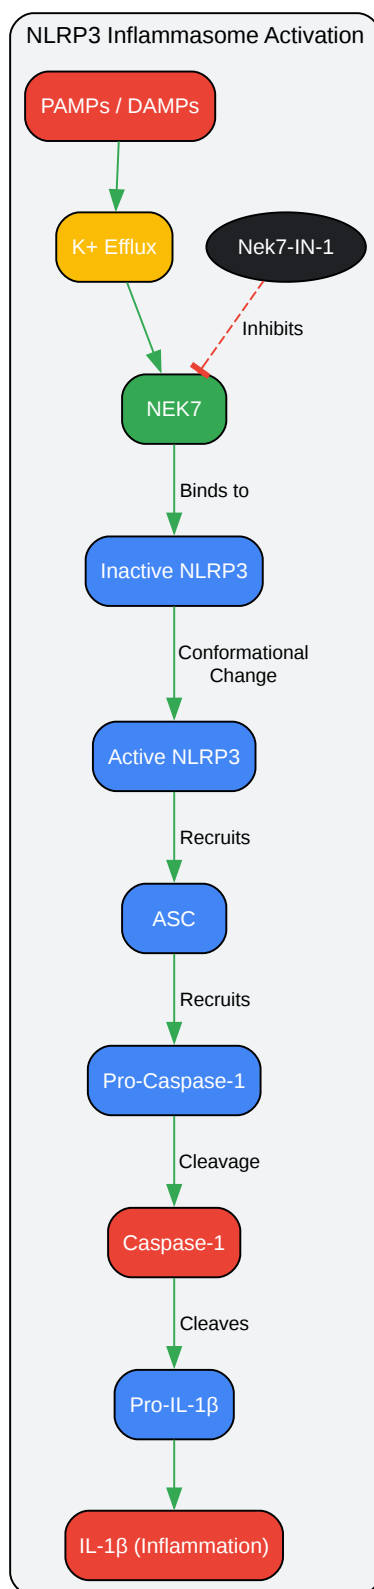 NLRP3 Inflammasome Activation
PAMPs / DAMPs
K+ Efflux
Nek7-IN-1
Inhibits
NEK7
Binds to
Inactive NLRP3
Conformational
Change
Active NLRP3
Recruits
ASC
Recruits
Pro-Caspase-1
Cleavage
Caspase-1
Cleaves
Pro-IL-1β
IL-1β (Inflammation)